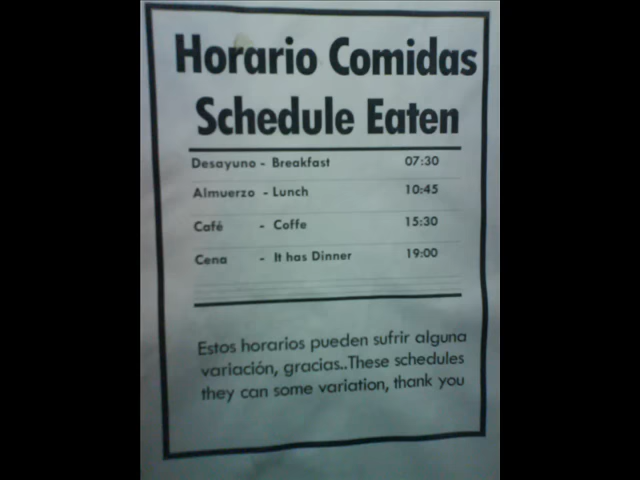 Horario Comidas
Schedule Eaten
Desayuno - Breakfast 07:30
Almuerzo - Lunch 10:45
Café - Coffe 15:30
Cena - It has Dinner 19:00
Estos horarios pueden sufrir alguna
variación, gracias..These schedules
they can some variation, thank you